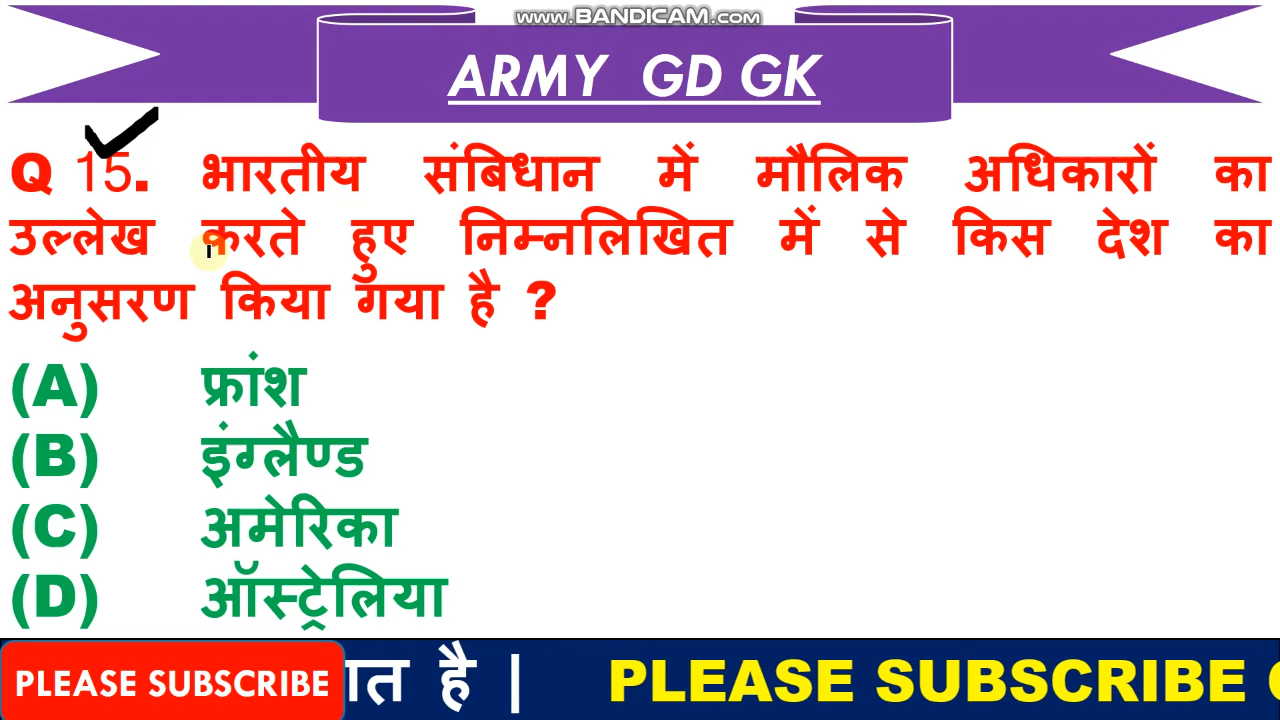 www.BANDICAM.com
ARMY GD GK
Q 15. भारतीय संबिधान में मौलिक अधिकारों का
उल्लेख करते हुए निम्नलिखित में से किस देश का
अनुसरण किया गया है ?
(A) फ्रांश
(B) इंग्लैण्ड
(C) अमेरिका
(D) ऑस्ट्रेलिया
PLEASE SUBSCRIBE ात है | PLEASE SUBSCRIBE